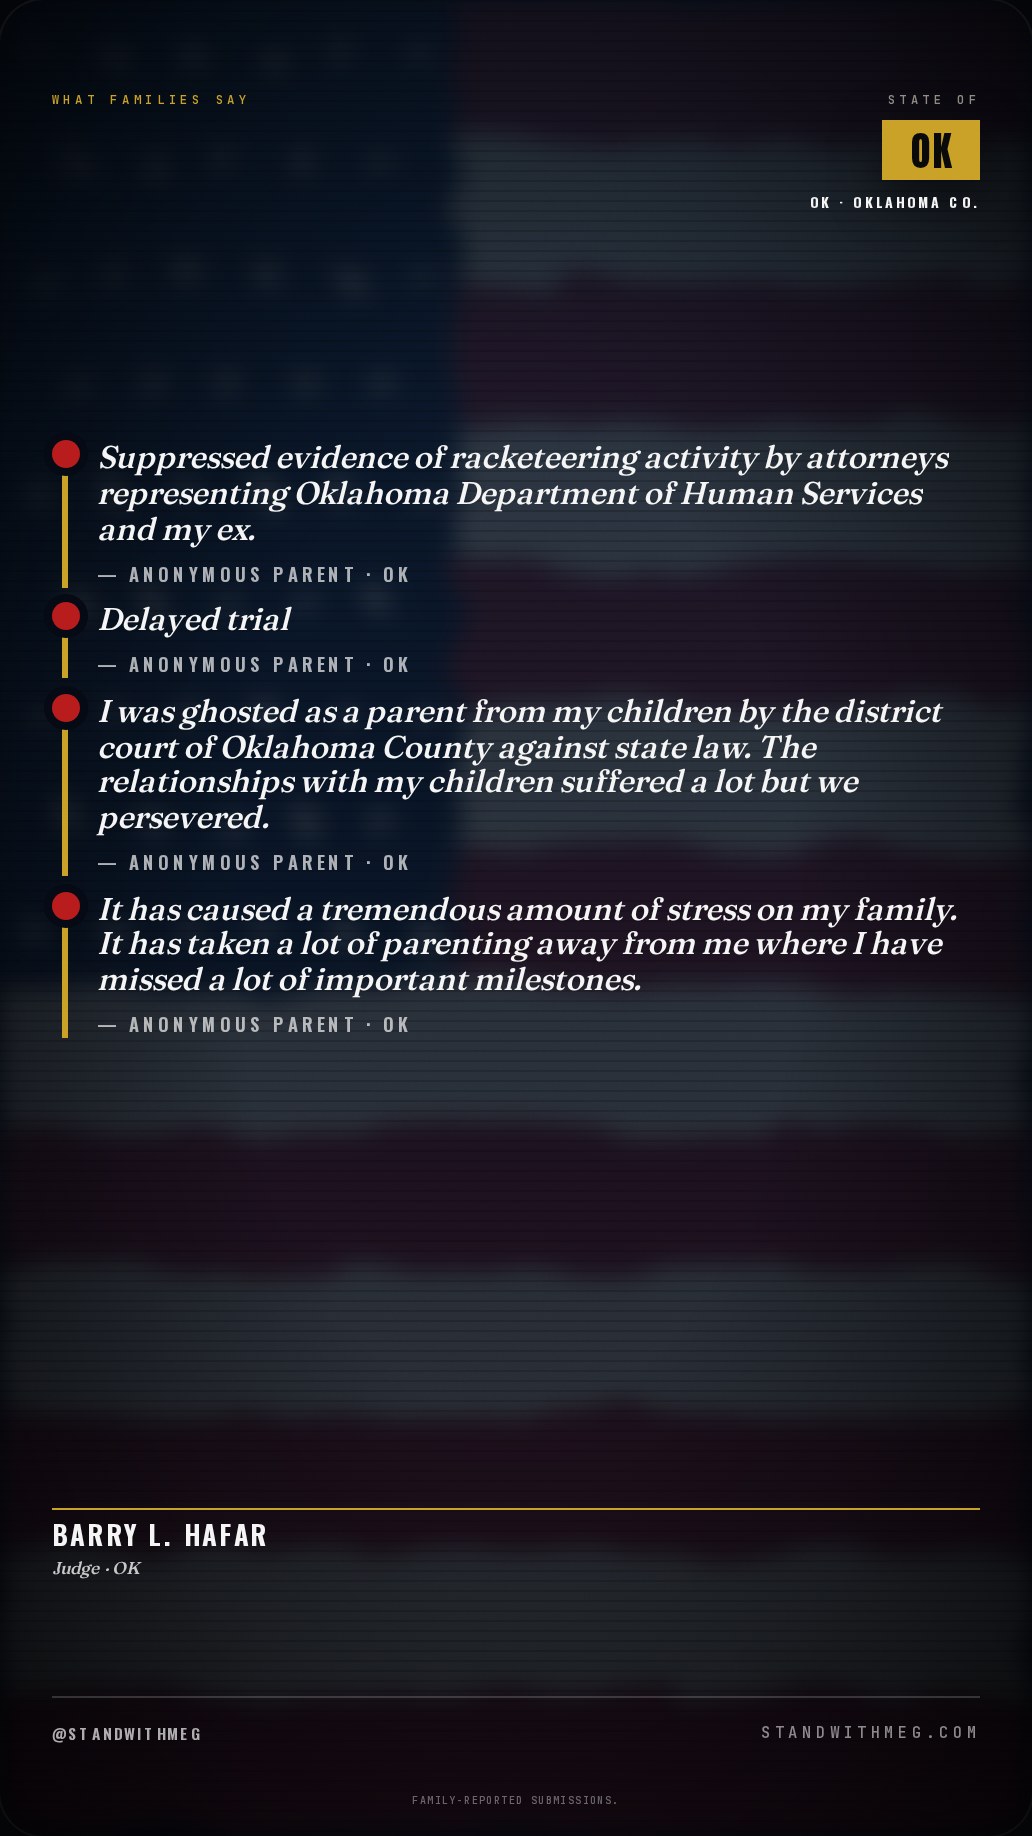 WHAT FAMILIES SAY
STATE OF
OK
OK · OKLAHOMA CO.
Suppressed evidence of racketeering activity by attorneys
representing Oklahoma Department of Human Services
and my ex.
— ANONYMOUS PARENT · OK
Delayed trial
— ANONYMOUS PARENT · OK
I was ghosted as a parent from my children by the district
court of Oklahoma County against state law. The
relationships with my children suffered a lot but we
persevered.
— ANONYMOUS PARENT · OK
It has caused a tremendous amount of stress on my family.
It has taken a lot of parenting away from me where I have
missed a lot of important milestones.
— ANONYMOUS PARENT · OK
BARRY L. HAFAR
Judge · OK
@STANDWITHMEG
STANDWITHMEG.COM
FAMILY-REPORTED SUBMISSIONS.